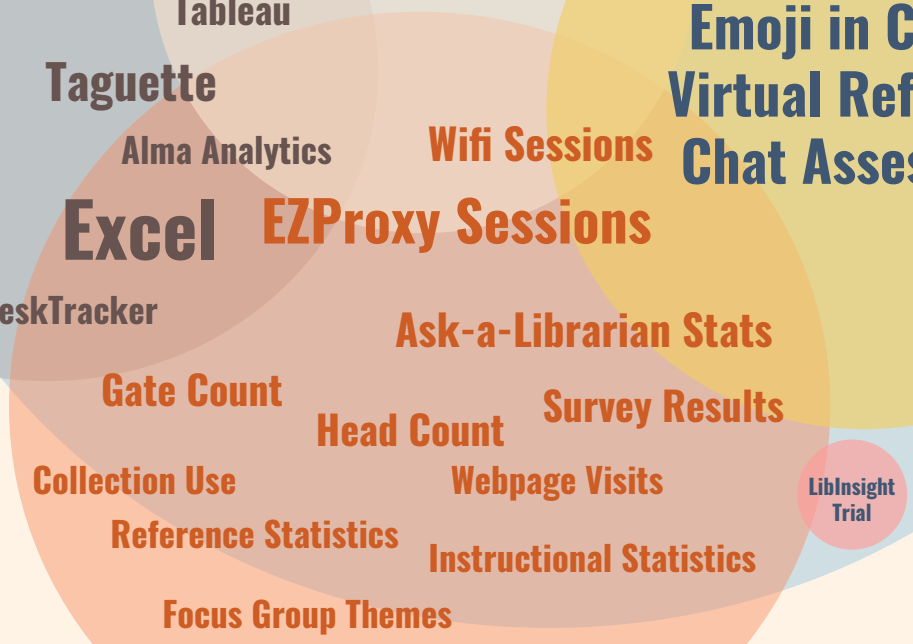 Tableau
Emoji in C
Taguette
Virtual Ref
Alma Analytics
Wifi Sessions
Chat Asses
Excel
EZProxy Sessions
eskTracker
Ask-a-Librarian Stats
Gate Count
Survey Results
Head Count
Collection Use
Webpage Visits
LibInsight
Trial
Reference Statistics
Instructional Statistics
Focus Group Themes